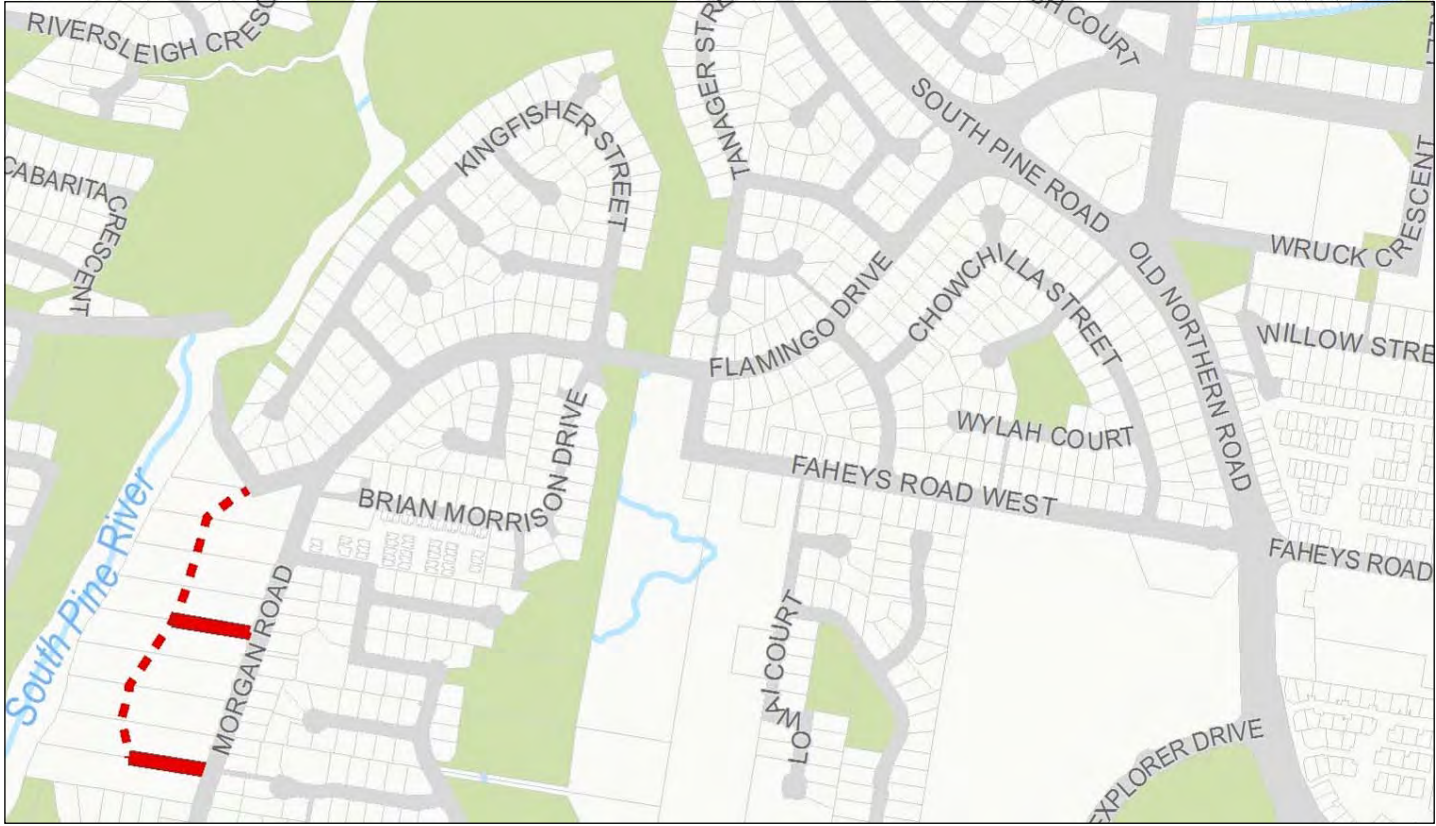 RIVERSLEIGH CRESC
TANAGER STRE
SH COURT
KINGFISHER STREET
SOUTH PINE ROAD
CABARITA
CRESCENT
WRUCK CRESCENT
OLD NORTHERN ROAD
CHOWCHILLA STREET
FLAMINGO DRIVE
WILLOW STRE
WYLAH COURT
BRIAN MORRISON DRIVE
FAHEYS ROAD WEST
FAHEYS ROAD
South Pine River
MORGAN ROAD
LOWAI COURT
EXPLORER DRIVE